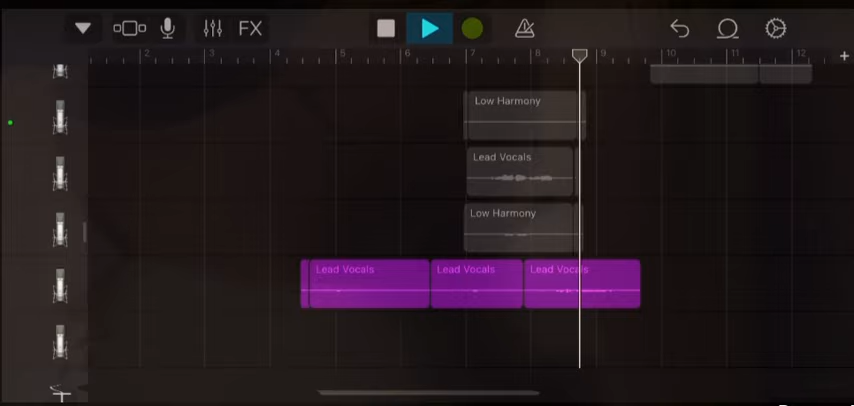 FX
2 3 4 5 6 7 8 9 10 11 12
Low Harmony
Lead Vocals
Low Harmony
Lead Vocals Lead Vocals Lead Vocals